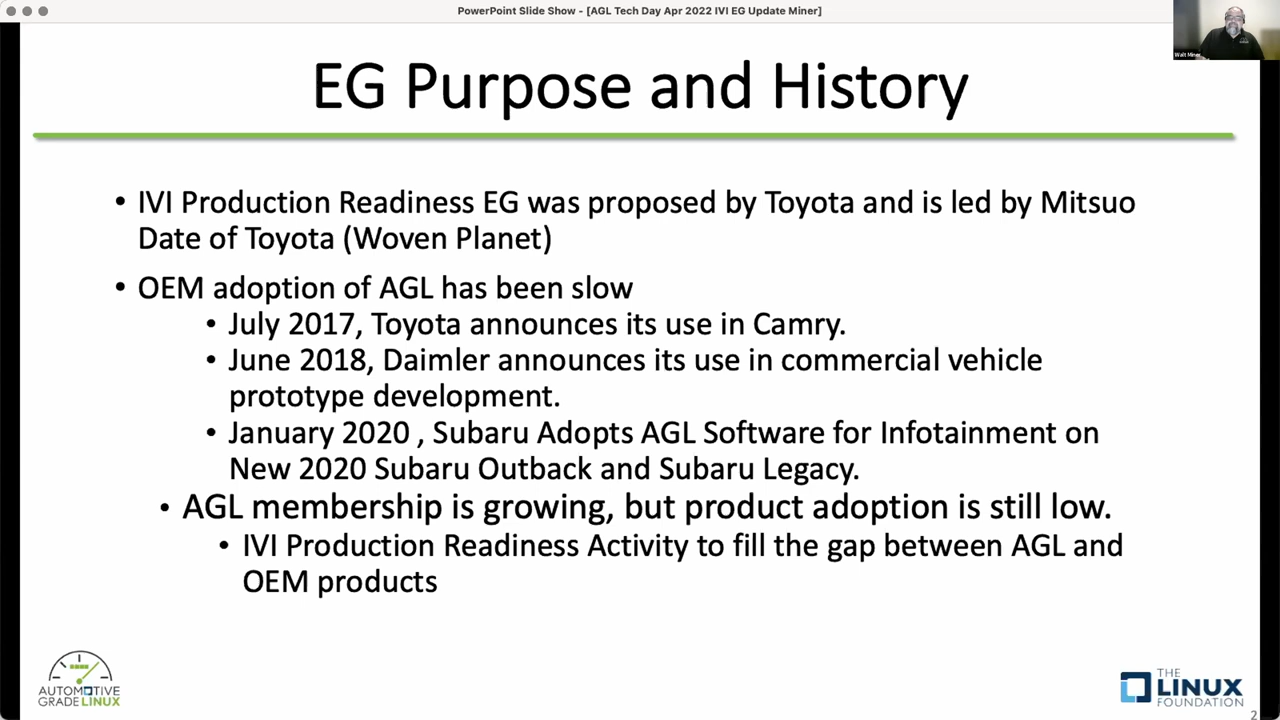 PowerPoint Slide Show - [AGL Tech Day Apr 2022 IVI EG Update Miner]
Walt Miner
EG Purpose and History
• IVI Production Readiness EG was proposed by Toyota and is led by Mitsuo
Date of Toyota (Woven Planet)
• OEM adoption of AGL has been slow
• July 2017, Toyota announces its use in Camry.
• June 2018, Daimler announces its use in commercial vehicle
prototype development.
• January 2020 , Subaru Adopts AGL Software for Infotainment on
New 2020 Subaru Outback and Subaru Legacy.
• AGL membership is growing, but product adoption is still low.
• IVI Production Readiness Activity to fill the gap between AGL and
OEM products
AUTOMOTIVE
GRADELINUX
THE
LINUX
FOUNDATION
2